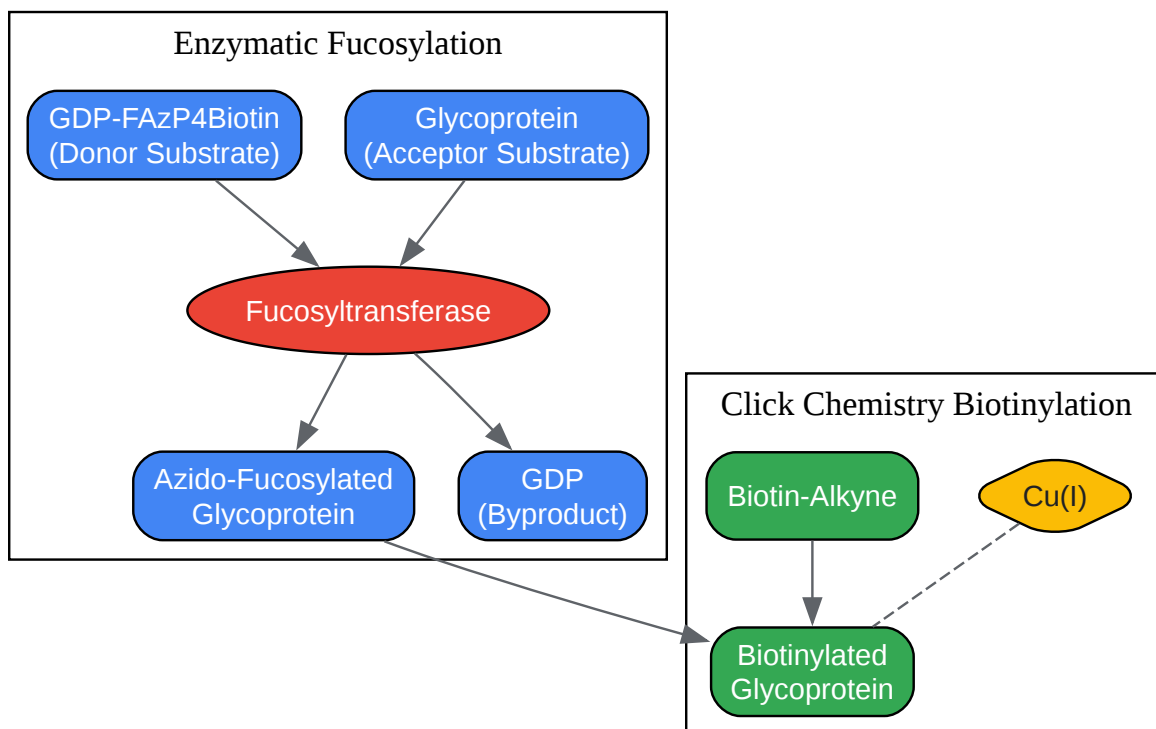 Enzymatic Fucosylation
GDP-FAzP4Biotin
(Donor Substrate)
Glycoprotein
(Acceptor Substrate)
Fucosyltransferase
Azido-Fucosylated
Glycoprotein
GDP
(Byproduct)
Click Chemistry Biotinylation
Biotin-Alkyne
Cu(I)
Biotinylated
Glycoprotein